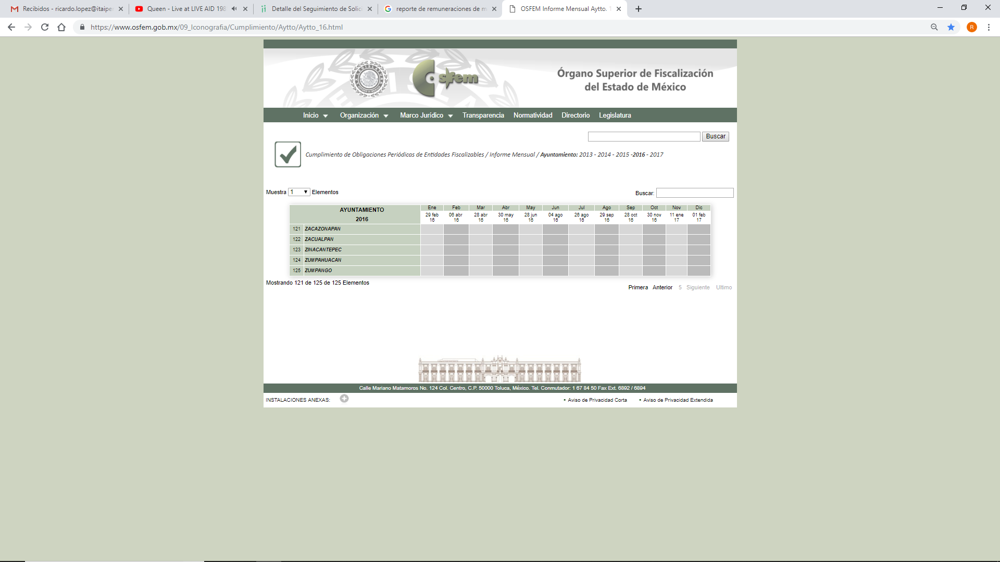 Recibidos - ricardo.lopez@itaipe
Queen - Live at LIVE AID 198
Detalle del Seguimiento de Solici
reporte de remuneraciones de m
OSFEM Informe Mensual Aytto. 1
https://www.osfem.gob.mx/09_Iconografia/Cumplimiento/Aytto/Aytto_16.html
R
Osfem
Órgano Superior de Fiscalización
del Estado de México
Inicio Organización Marco Jurídico Transparencia Normatividad Directorio Legislatura
Buscar
Cumplimiento de Obligaciones Periódicas de Entidades Fiscalizables / Informe Mensual / Ayuntamiento: 2013 - 2014 - 2015 -2016 - 2017
Muestra 1 Elementos
Buscar:
AYUNTAMIENTO 2016
Ene Feb Mar Abr May Jun Jul Ago Sep Oct Nov Dic
29 feb 16 06 abr 16 28 abr 16 30 may 16 28 jun 16 04 ago 16 26 ago 16 29 sep 16 28 oct 16 30 nov 16 11 ene 17 01 feb 17
121 ZACAZONAPAN
122 ZACUALPAN
123 ZINACANTEPEC
124 ZUMPAHUACAN
125 ZUMPANGO
Mostrando 121 de 125 de 125 Elementos
Primera Anterior 5 Siguiente Ultimo
Calle Mariano Matamoros No. 124 Col. Centro, C.P. 50000 Toluca, México. Tel. Conmutador: 1 67 84 50 Fax Ext. 6892 / 6894
INSTALACIONES ANEXAS:
Aviso de Privacidad Corta
Aviso de Privacidad Extendida